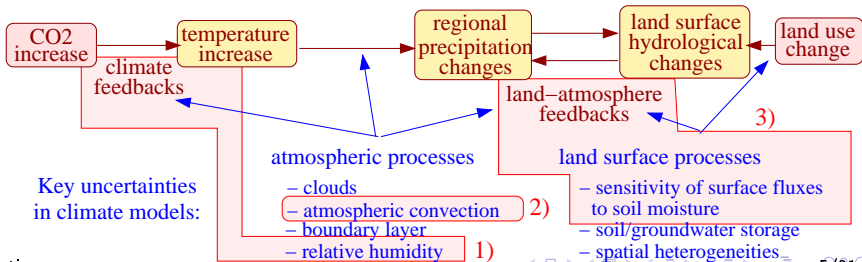 CO2
increase
temperature
increase
regional
precipitation
changes
land surface
hydrological
changes
land use
change
climate
feedbacks
land−atmosphere
feedbacks
3)
atmospheric processes
− clouds
− atmospheric convection
2)
− boundary layer
− relative humidity
1)
land surface processes
− sensitivity of surface fluxes
to soil moisture
− soil/groundwater storage
− spatial heterogeneities
Key uncertainties
in climate models: